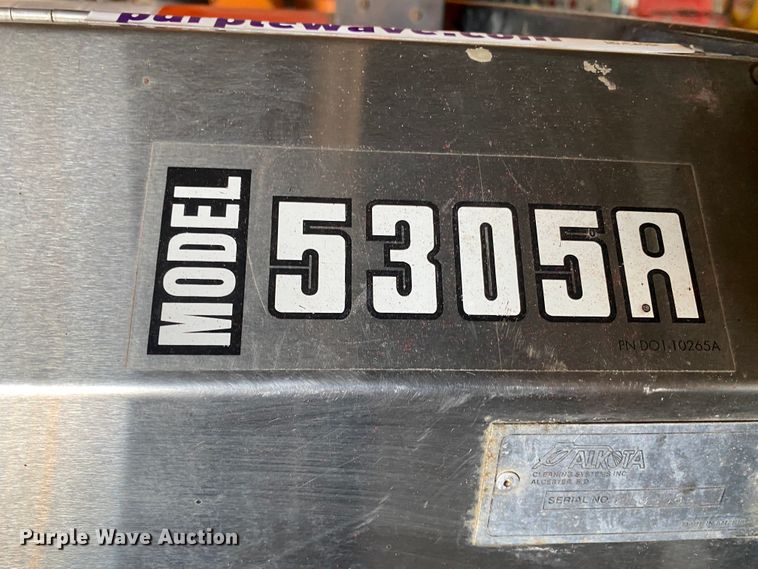 purplewave.com
MODEL
5305A
PN DO1-10265A
ALKOTA
CLEANING SYSTEMS INC.
ALCESTER, S.D.
SERIAL NO.
Purple Wave Auction